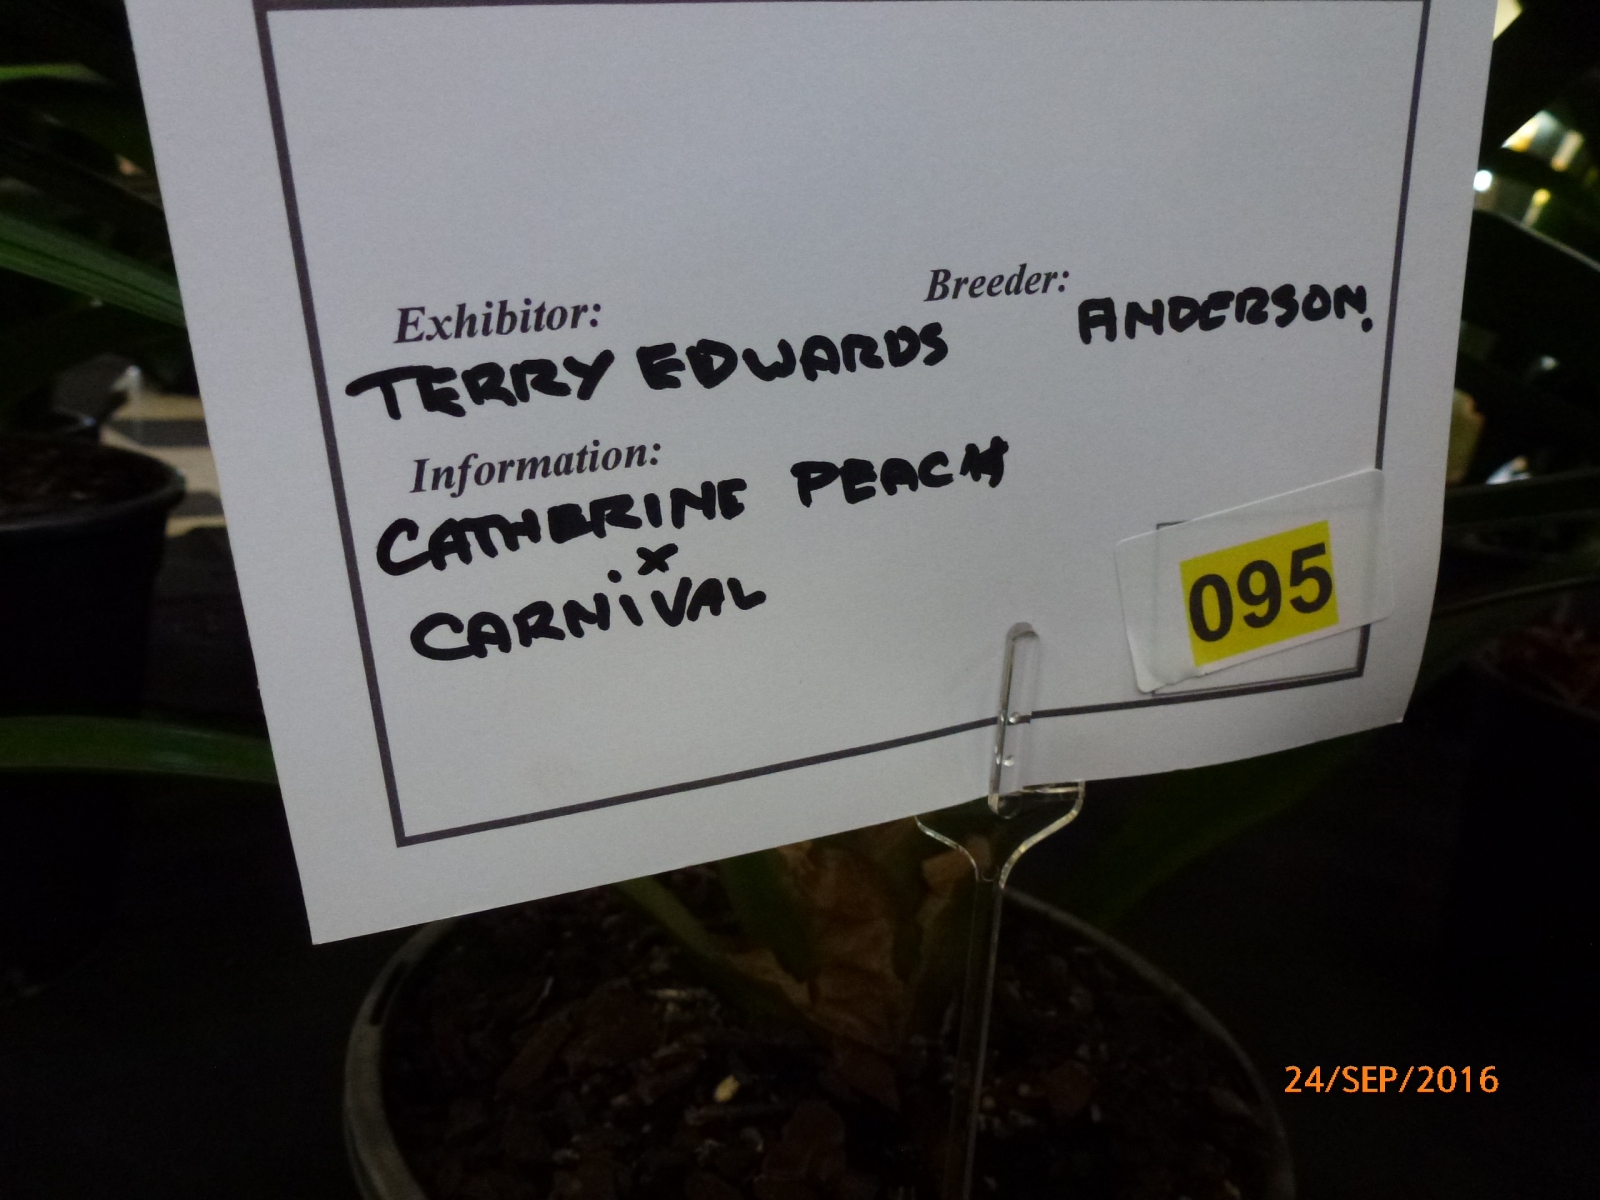 Exhibitor: Breeder:
TERRY EDWARDS ANDERSON.
Information:
CATHERINE PEACH
x
CARNiVAL
095
24/SEP/2016